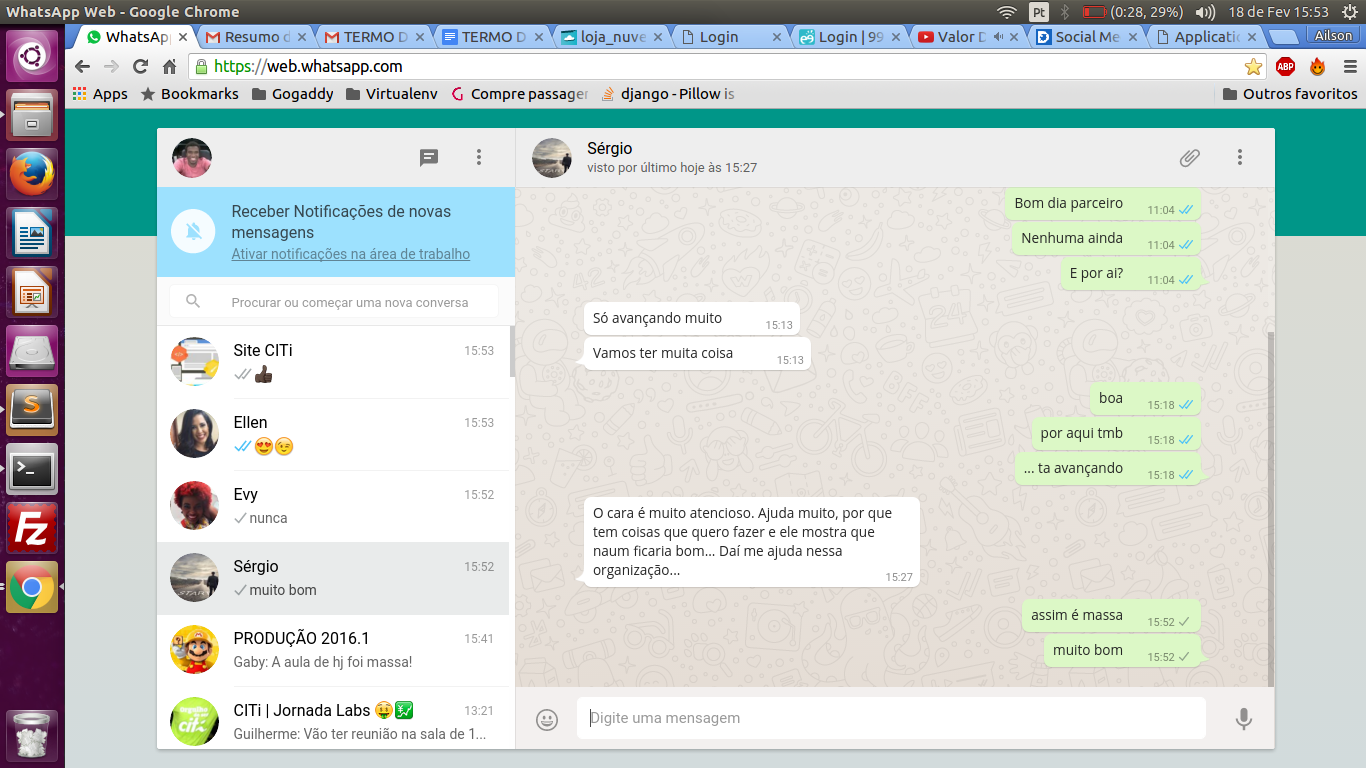 WhatsApp Web - Google Chrome
Pt
(0:28, 29%)
18 de Fev 15:53
WhatsAp
Resumo d
TERMO D
TERMO D
loja_nuve
Login
Login | 99
Valor D
Social Me
Applicati
Ailson
https://web.whatsapp.com
ABP
Apps
Bookmarks
Gogaddy
Virtualenv
Compre passager
django - Pillow is
Outros favoritos
Receber Notificações de novas
mensagens
Ativar notificações na área de trabalho
Procurar ou começar uma nova conversa
Site CITi
15:53
Ellen
15:53
Evy
15:52
nunca
Sérgio
15:52
muito bom
START
PRODUÇÃO 2016.1
15:41
Gaby: A aula de hj foi massa!
CITi | Jornada Labs
13:21
Guilherme: Vão ter reunião na sala de 1...
Sérgio
visto por último hoje às 15:27
START
Bom dia parceiro
11:04
Nenhuma ainda
11:04
E por ai?
11:04
Só avançando muito
15:13
Vamos ter muita coisa
15:13
boa
15:18
por aqui tmb
15:18
... ta avançando
15:18
O cara é muito atencioso. Ajuda muito, por que
tem coisas que quero fazer e ele mostra que
naum ficaria bom... Daí me ajuda nessa
organização...
15:27
assim é massa
15:52
muito bom
15:52
Digite uma mensagem